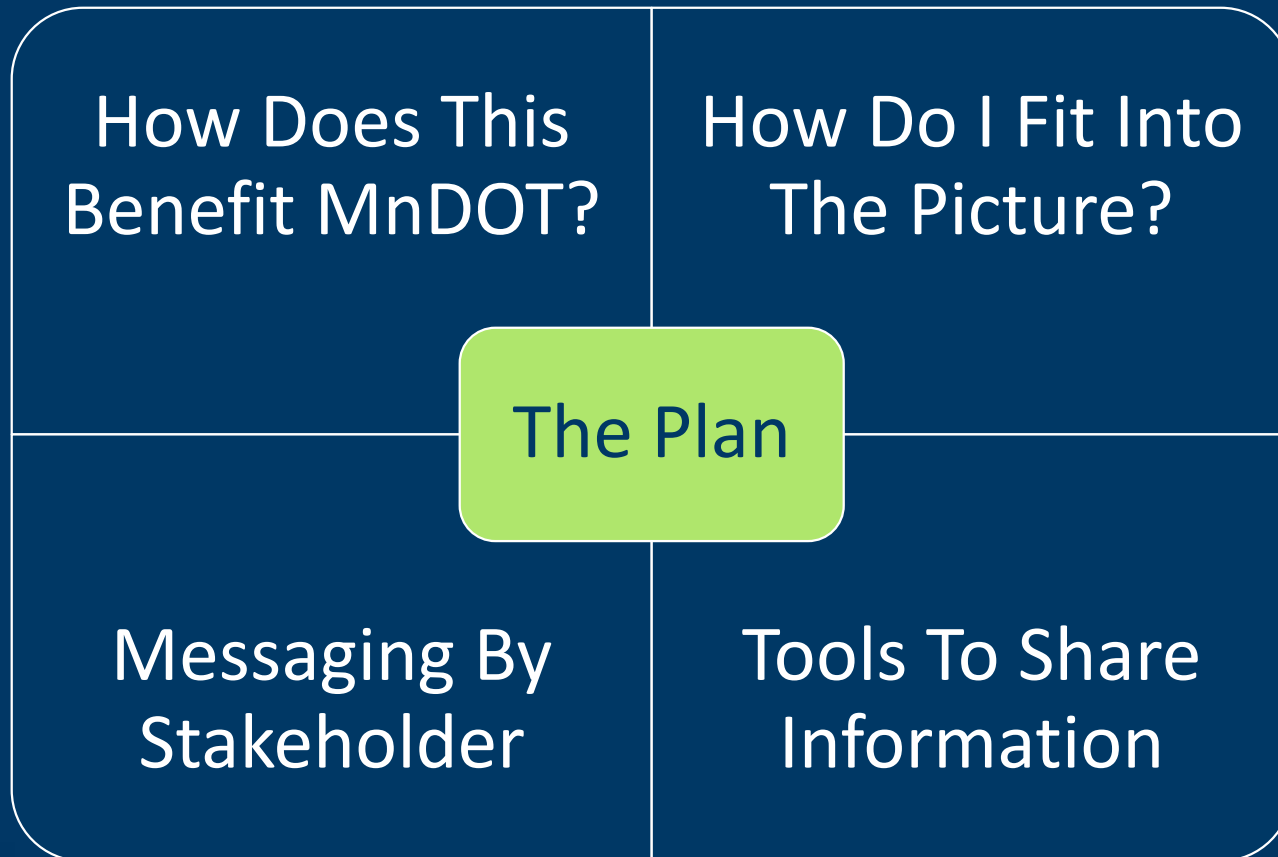 How Does This
Benefit MnDOT?
How Do I Fit Into
The Picture?
The Plan
Messaging By
Stakeholder
Tools To Share
Information